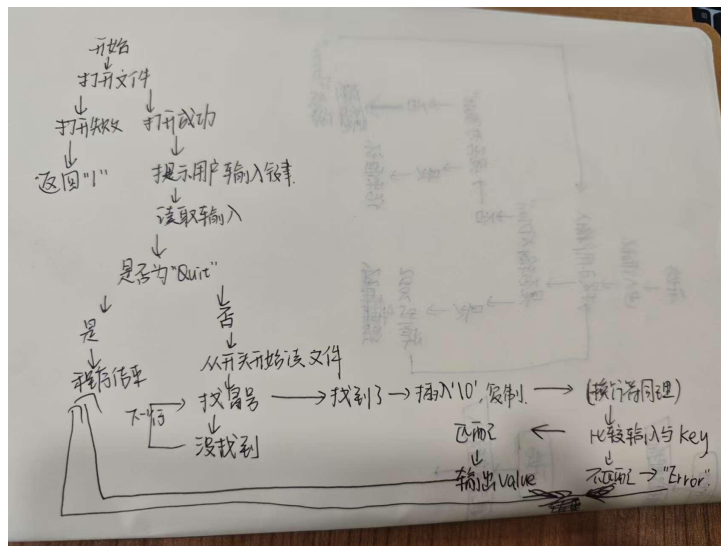 开始
打开文件
打开失败 打开成功
返回"1" 提示用户输入
读取输入
是否为"Quit"
是 否
程序结束 从开头开始读文件
下一行 找冒号 找到了 插入'\0',复制 (换行符同理)
没找到 匹配 比较输入与key
输出value 不匹配 "Error"